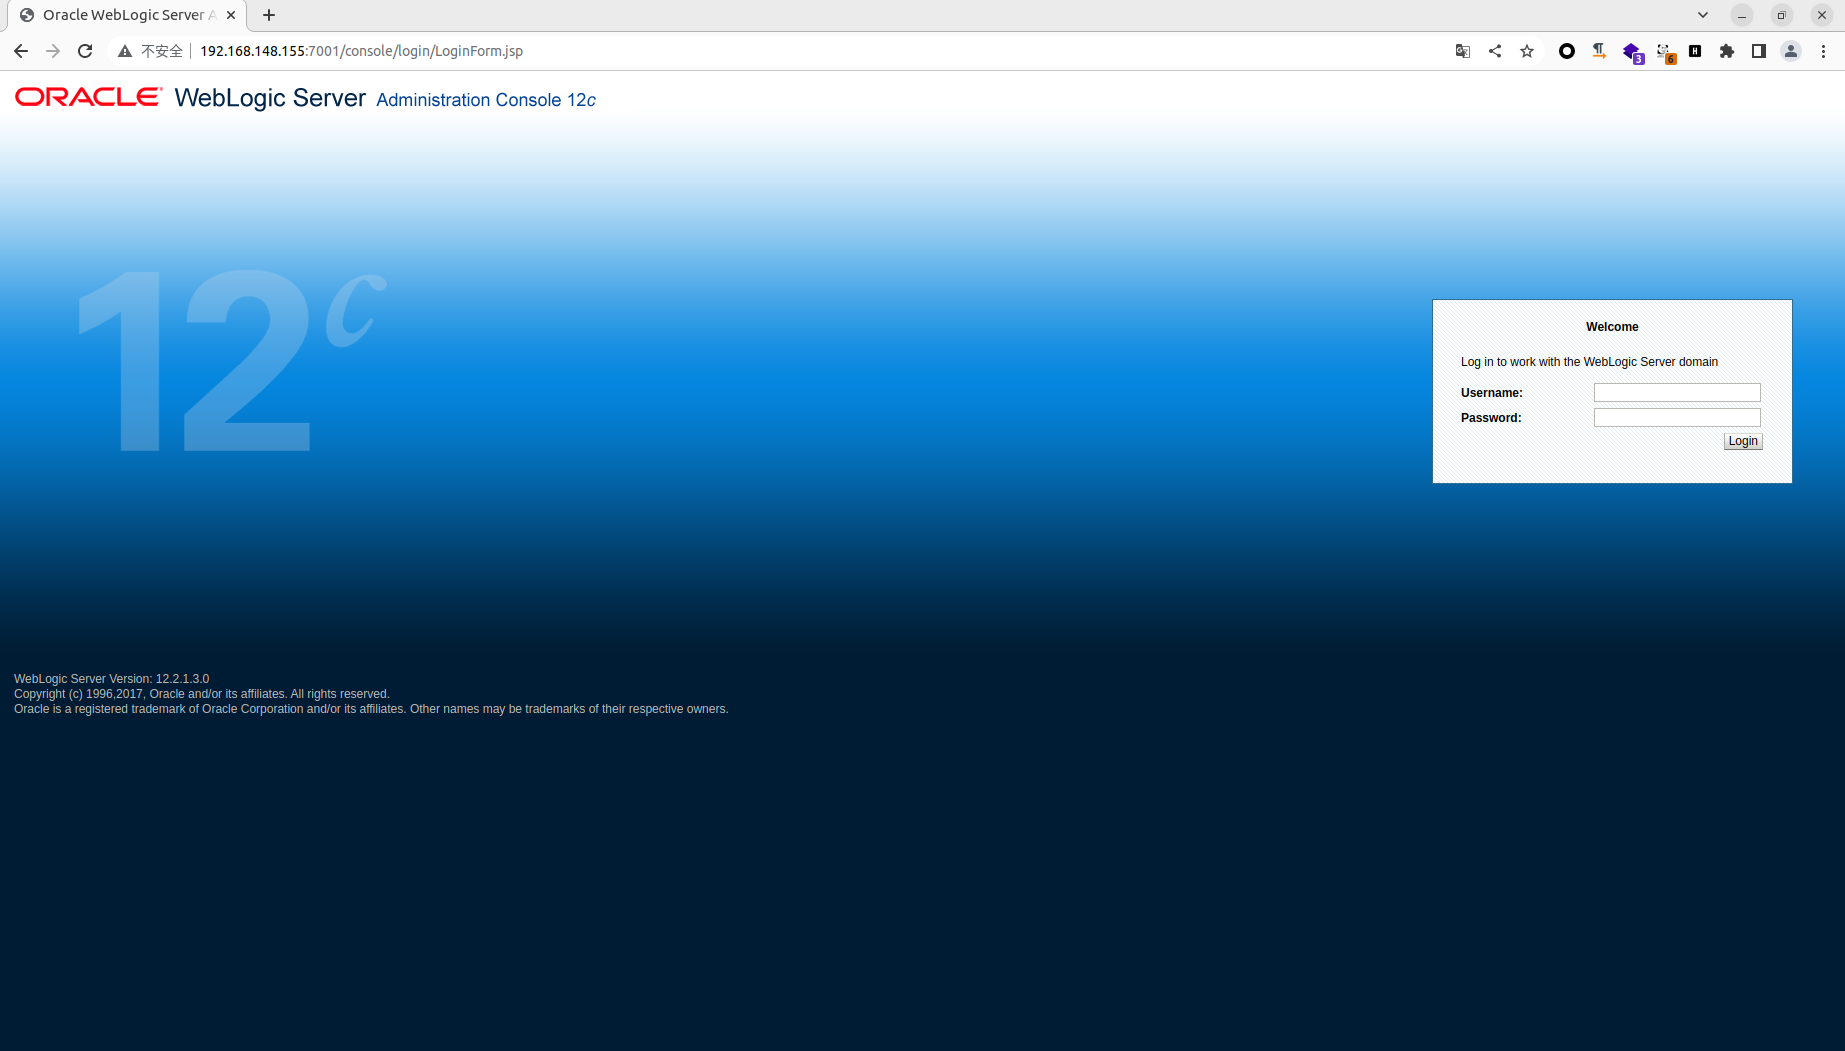 Oracle WebLogic Server A
不安全 192.168.148.155:7001/console/login/LoginForm.jsp
3
6
H
ORACLE WebLogic Server Administration Console 12c
12c
Welcome
Log in to work with the WebLogic Server domain
Username:
Password:
Login
WebLogic Server Version: 12.2.1.3.0
Copyright (c) 1996,2017, Oracle and/or its affiliates. All rights reserved.
Oracle is a registered trademark of Oracle Corporation and/or its affiliates. Other names may be trademarks of their respective owners.